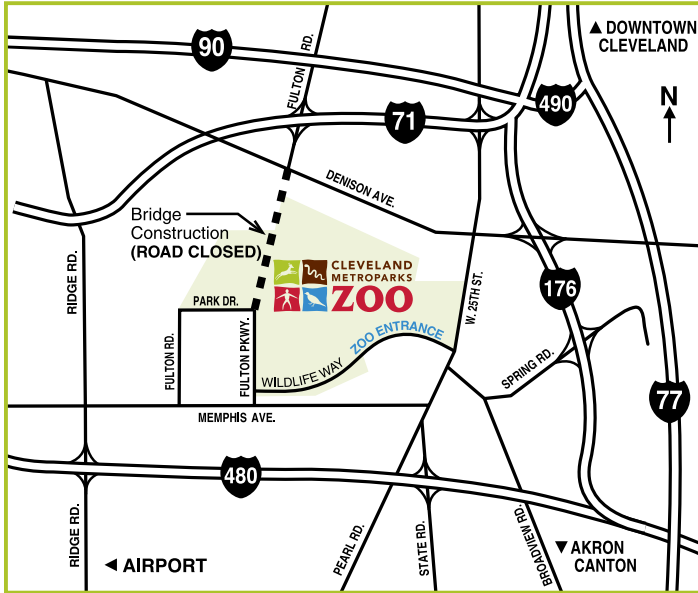 ▲ DOWNTOWN
CLEVELAND
90
FULTON RD.
490
N
71
DENISON AVE.
Bridge
Construction
(ROAD CLOSED)
RIDGE RD.
CLEVELAND
METROPARKS
ZOO
W. 25TH ST.
176
PARK DR.
FULTON RD.
FULTON PKWY.
WILDLIFE WAY
ZOO ENTRANCE
SPRING RD.
77
MEMPHIS AVE.
480
RIDGE RD.
◀ AIRPORT
PEARL RD.
STATE RD.
BROADVIEW RD.
▼ AKRON
CANTON